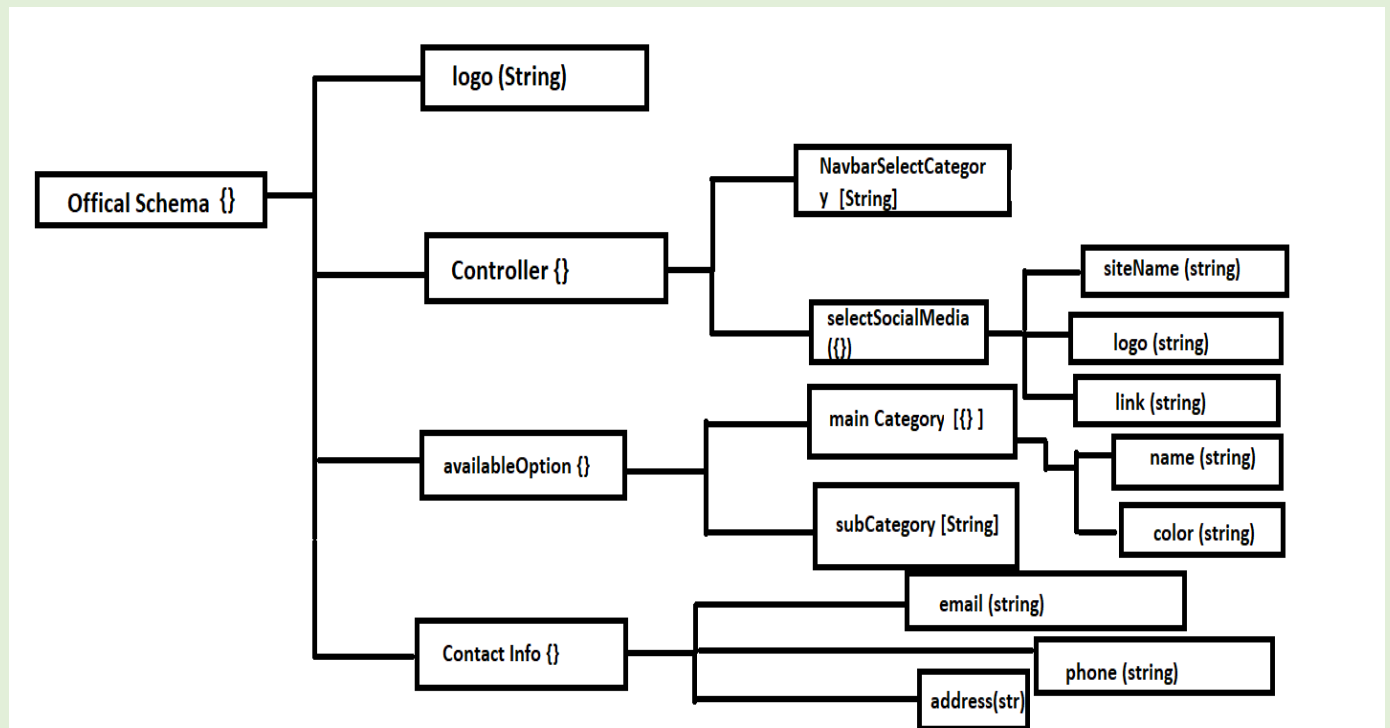 logo (String)
Offical Schema {}
Controller {}
NavbarSelectCategor
y [String]
selectSocialMedia
({})
siteName (string)
logo (string)
link (string)
availableOption {}
main Category [{} ]
name (string)
color (string)
subCategory [String]
Contact Info {}
email (string)
phone (string)
address(str)